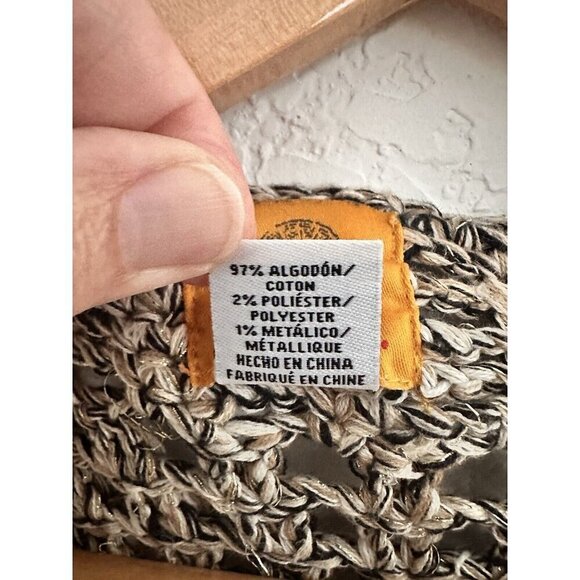 97% ALGODÓN/
COTON
2% POLIÉSTER/
POLYESTER
1% METÁLICO/
MÉTALLIQUE
HECHO EN CHINA
FABRIQUÉ EN CHINE